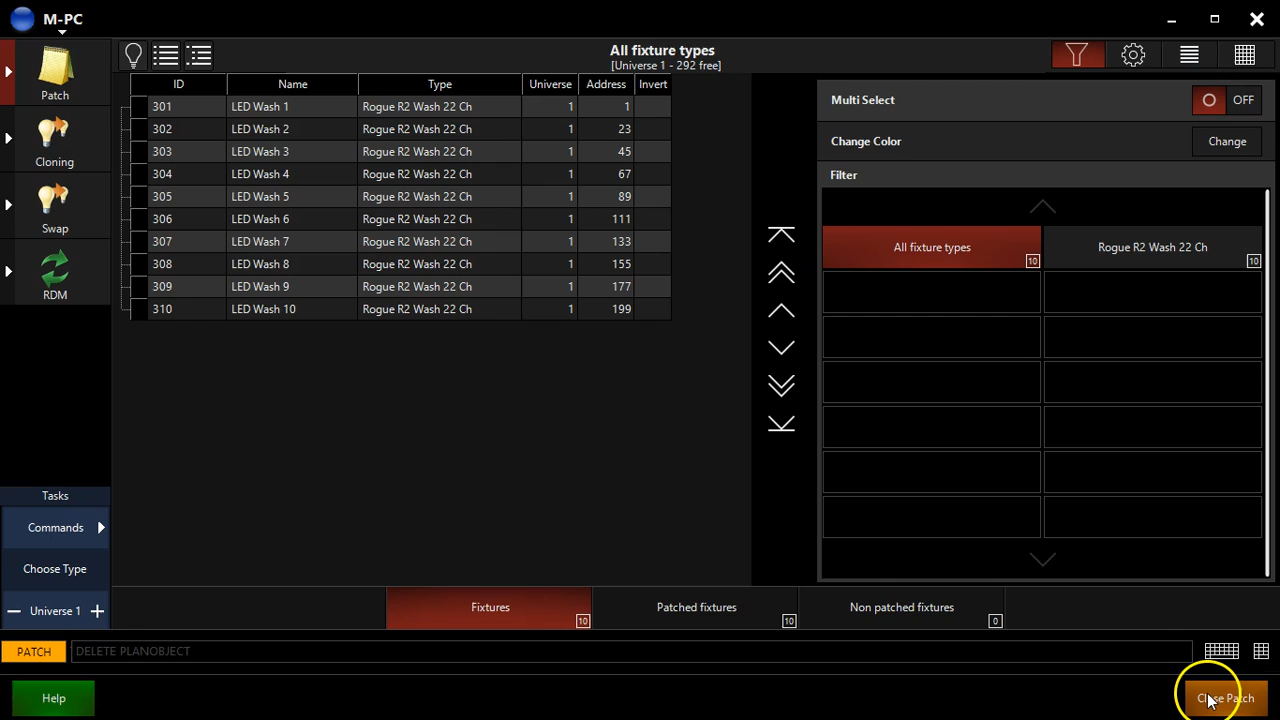 M-PC
Patch
Cloning
Swap
RDM
Tasks
Commands
Choose Type
Universe 1
All fixture types
[Universe 1 - 292 free]
ID Name Type Universe Address Invert
301 LED Wash 1 Rogue R2 Wash 22 Ch 1 1
302 LED Wash 2 Rogue R2 Wash 22 Ch 1 23
303 LED Wash 3 Rogue R2 Wash 22 Ch 1 45
304 LED Wash 4 Rogue R2 Wash 22 Ch 1 67
305 LED Wash 5 Rogue R2 Wash 22 Ch 1 89
306 LED Wash 6 Rogue R2 Wash 22 Ch 1 111
307 LED Wash 7 Rogue R2 Wash 22 Ch 1 133
308 LED Wash 8 Rogue R2 Wash 22 Ch 1 155
309 LED Wash 9 Rogue R2 Wash 22 Ch 1 177
310 LED Wash 10 Rogue R2 Wash 22 Ch 1 199
Multi Select OFF
Change Color Change
Filter
All fixture types 10
Rogue R2 Wash 22 Ch 10
Fixtures 10
Patched fixtures 10
Non patched fixtures 0
PATCH DELETE PLANOBJECT
Help
Close Patch